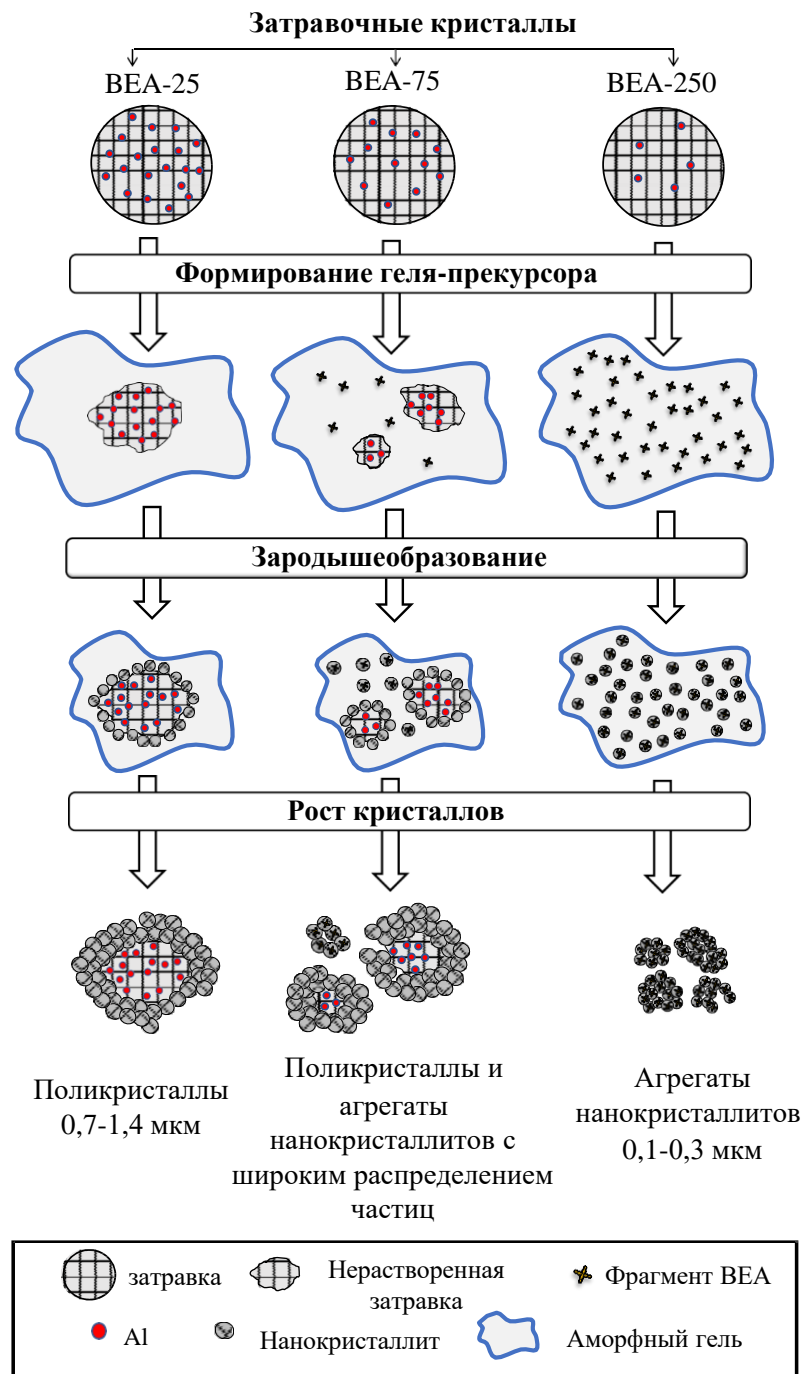 Затравочные кристаллы
BEA-25
BEA-75
BEA-250
Формирование геля-прекурсора
Зародышеобразование
Рост кристаллов
Поликристаллы
0,7-1,4 мкм
Поликристаллы и
агрегаты
нанокристаллитов с
широким распределением
частиц
Агрегаты
нанокристаллитов
0,1-0,3 мкм
затравка
Нерастворенная
затравка
Фрагмент BEA
Al
Нанокристаллит
Аморфный гель